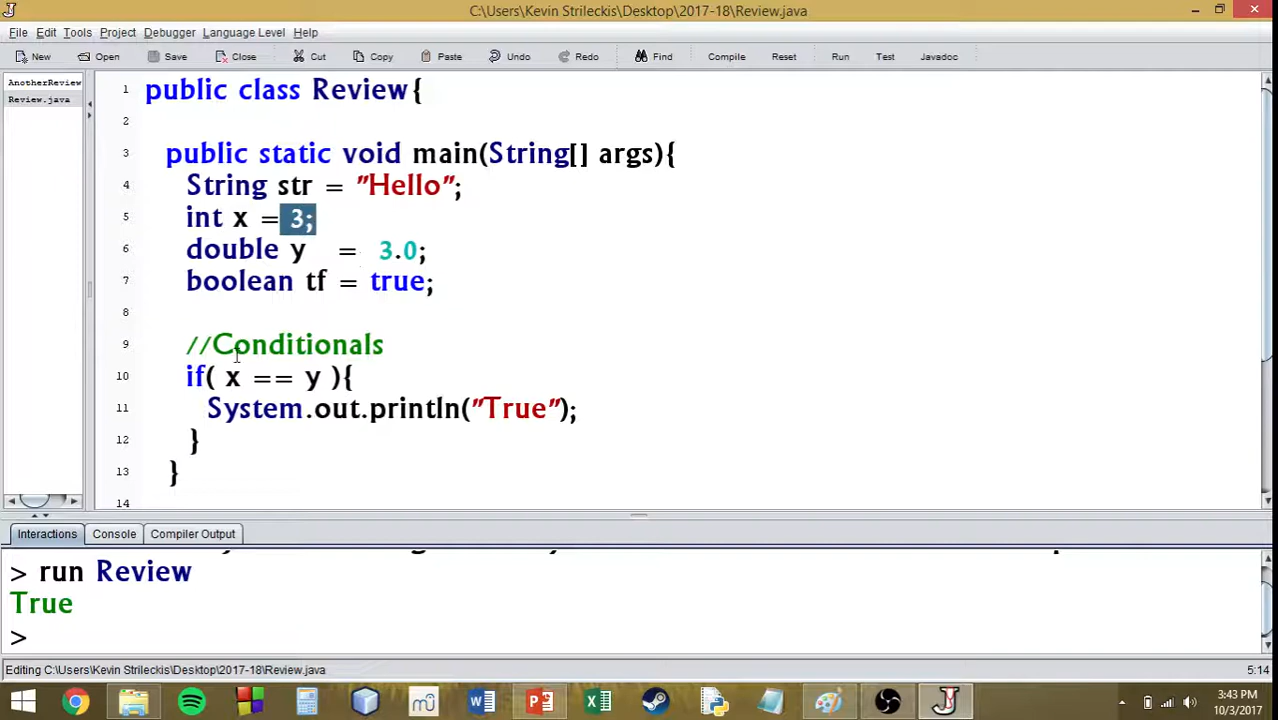 C:\Users\Kevin Strileckis\Desktop\2017-18\Review.java
File Edit Tools Project Debugger Language Level Help
New Open Save Close Cut Copy Paste Undo Redo Find Compile Reset Run Test Javadoc
AnotherReview
Review.java
1 public class Review{
2
3 public static void main(String[] args){
4 String str = "Hello";
5 int x = 3;
6 double y = 3.0;
7 boolean tf = true;
8
9 //Conditionals
10 if( x == y ){
11 System.out.println("True");
12 }
13 }
14
Interactions Console Compiler Output
> run Review
True
>
Editing C:\Users\Kevin Strileckis\Desktop\2017-18\Review.java 5:14
3:43 PM
10/3/2017